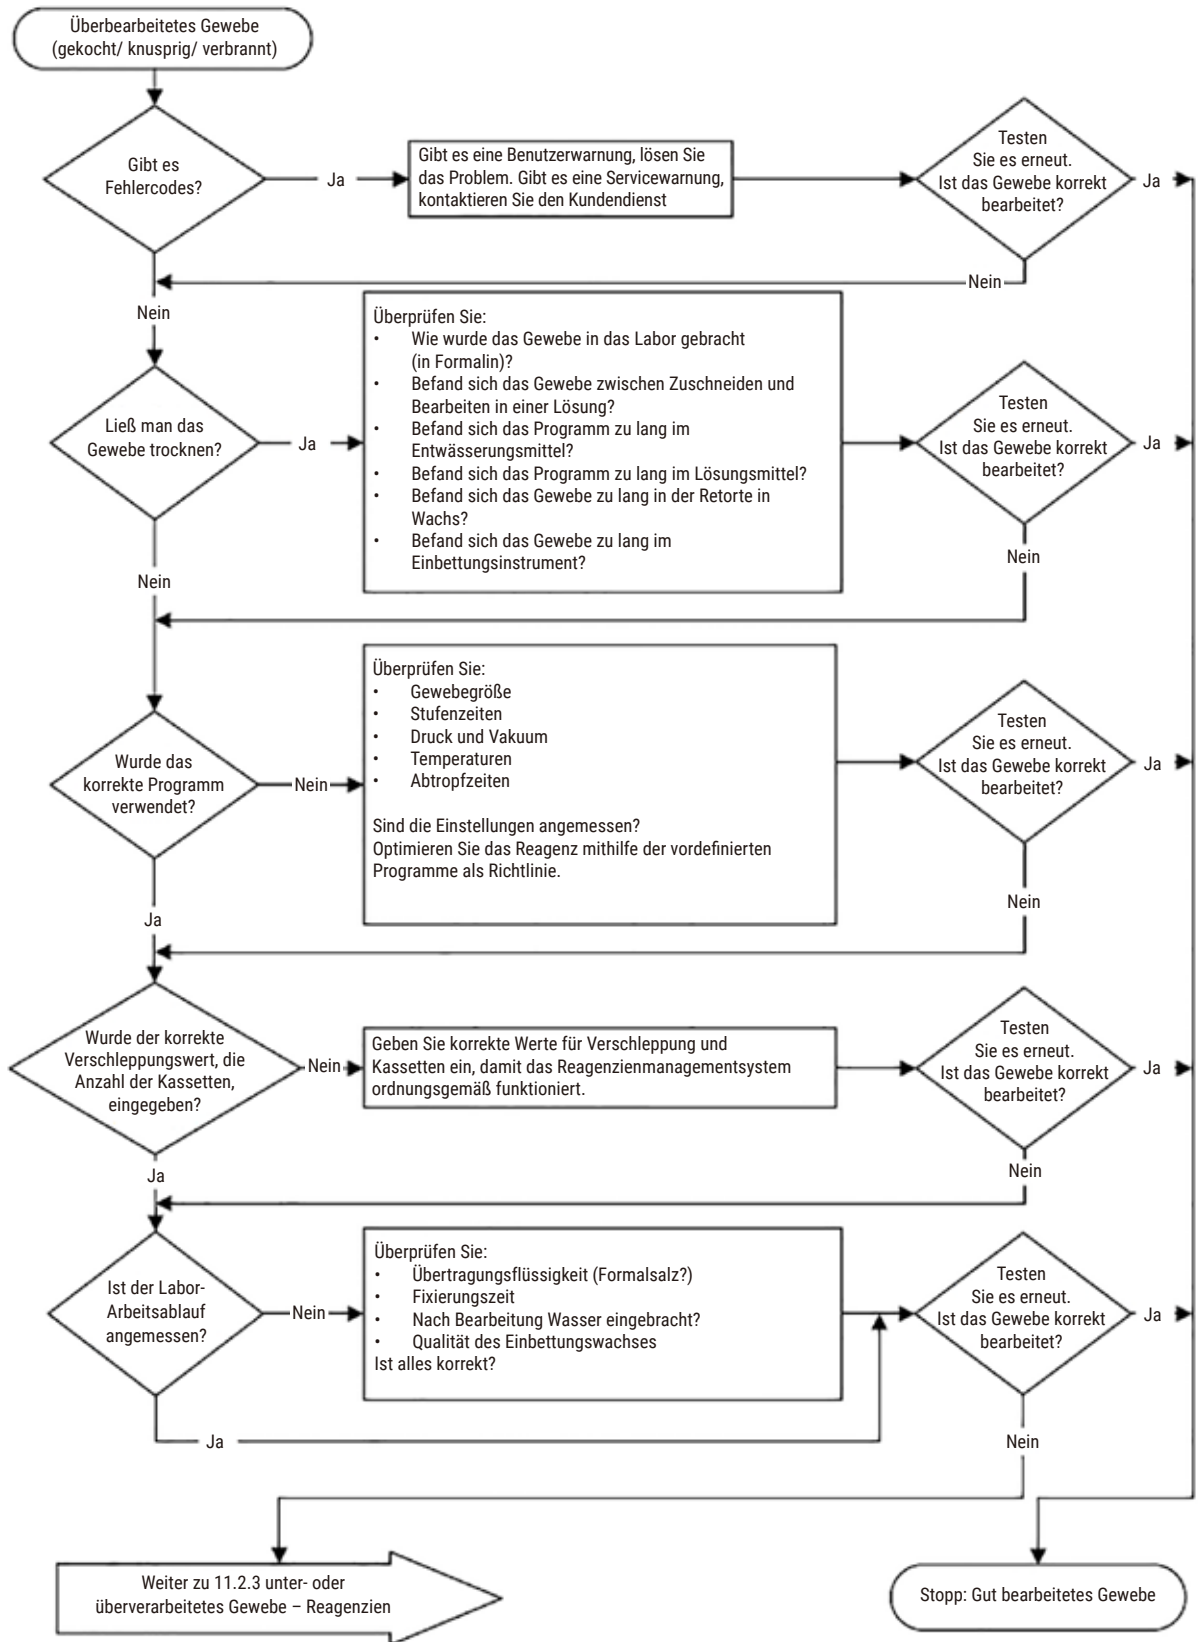 Überbearbeitetes Gewebe
(gekocht/ knusprig/ verbrannt)
Gibt es
Fehlercodes?
Ja
Gibt es eine Benutzerwarnung, lösen Sie
das Problem. Gibt es eine Servicewarnung,
kontaktieren Sie den Kundendienst
Testen
Sie es erneut.
Ist das Gewebe korrekt
bearbeitet?
Ja
Nein
Nein
Ließ man das
Gewebe trocknen?
Ja
Überprüfen Sie:
• Wie wurde das Gewebe in das Labor gebracht
(in Formalin)?
• Befand sich das Gewebe zwischen Zuschneiden und
Bearbeiten in einer Lösung?
• Befand sich das Programm zu lang im
Entwässerungsmittel?
• Befand sich das Programm zu lang im Lösungsmittel?
• Befand sich das Gewebe zu lang in der Retorte in
Wachs?
• Befand sich das Gewebe zu lang im
Einbettungsinstrument?
Testen
Sie es erneut.
Ist das Gewebe korrekt
bearbeitet?
Ja
Nein
Nein
Wurde das
korrekte Programm
verwendet?
Nein
Überprüfen Sie:
• Gewebegröße
• Stufenzeiten
• Druck und Vakuum
• Temperaturen
• Abtropfzeiten
Sind die Einstellungen angemessen?
Optimieren Sie das Reagenz mithilfe der vordefinierten
Programme als Richtlinie.
Testen
Sie es erneut.
Ist das Gewebe korrekt
bearbeitet?
Ja
Nein
Ja
Wurde der korrekte
Verschleppungswert, die
Anzahl der Kassetten,
eingegeben?
Nein
Geben Sie korrekte Werte für Verschleppung und
Kassetten ein, damit das Reagenzienmanagementsystem
ordnungsgemäß funktioniert.
Testen
Sie es erneut.
Ist das Gewebe korrekt
bearbeitet?
Ja
Nein
Ja
Ist der Labor-
Arbeitsablauf
angemessen?
Nein
Überprüfen Sie:
• Übertragungsflüssigkeit (Formalsalz?)
• Fixierungszeit
• Nach Bearbeitung Wasser eingebracht?
• Qualität des Einbettungswachses
Ist alles korrekt?
Testen
Sie es erneut.
Ist das Gewebe korrekt
bearbeitet?
Ja
Ja
Nein
Weiter zu 11.2.3 unter- oder
überverarbeitetes Gewebe – Reagenzien
Stopp: Gut bearbeitetes Gewebe